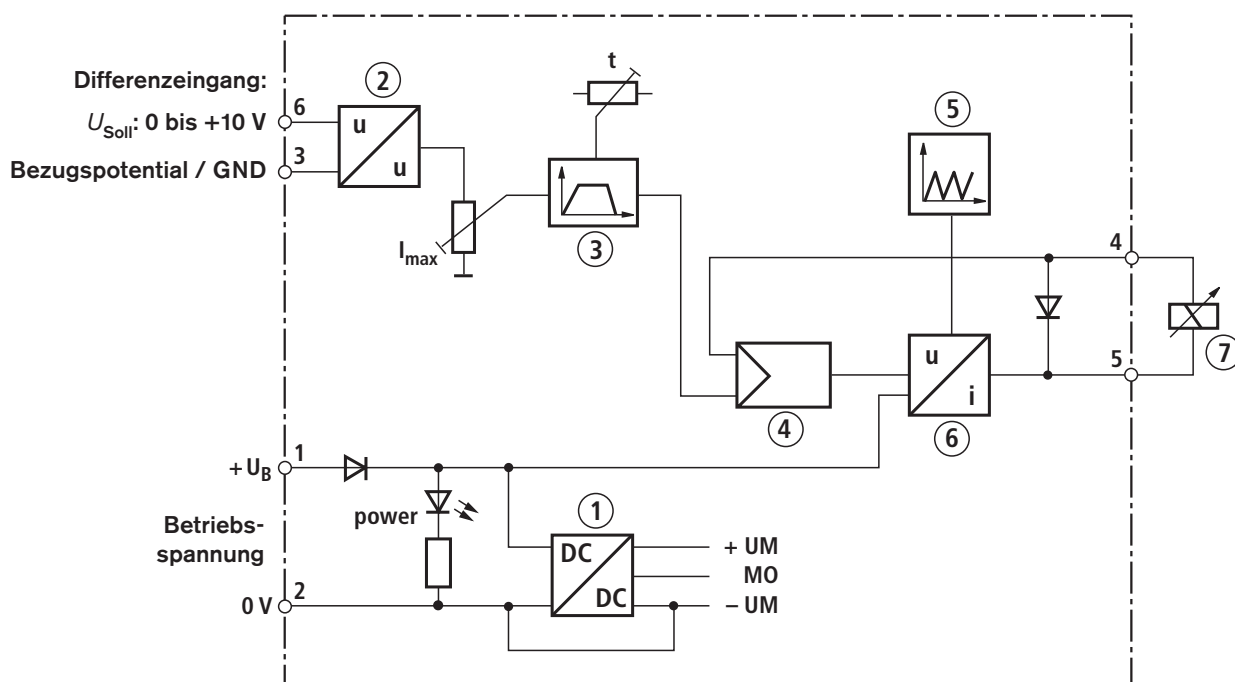 Differenzeingang:
U_Soll: 0 bis +10 V
6
Bezugspotential / GND
3
2
u
u
I_max
t
3
5
4
4
u
i
6
5
7
+ U_B
1
power
Betriebs-
spannung
0 V
2
1
DC
DC
+ UM
MO
– UM